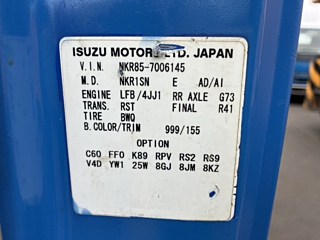 ISUZU MOTORS LTD. JAPAN
V.I.N. NKR85-7006145
M.D. NKR1SN E AD/AI
ENGINE LFB/4JJ1 RR AXLE G73
TRANS. RST FINAL R41
TIRE BWQ
B.COLOR/TRIM 999/155
OPTION
C60 FF0 K89 RPV RS2 RS9
V4D YW1 25W 8GJ 8JM 8KZ